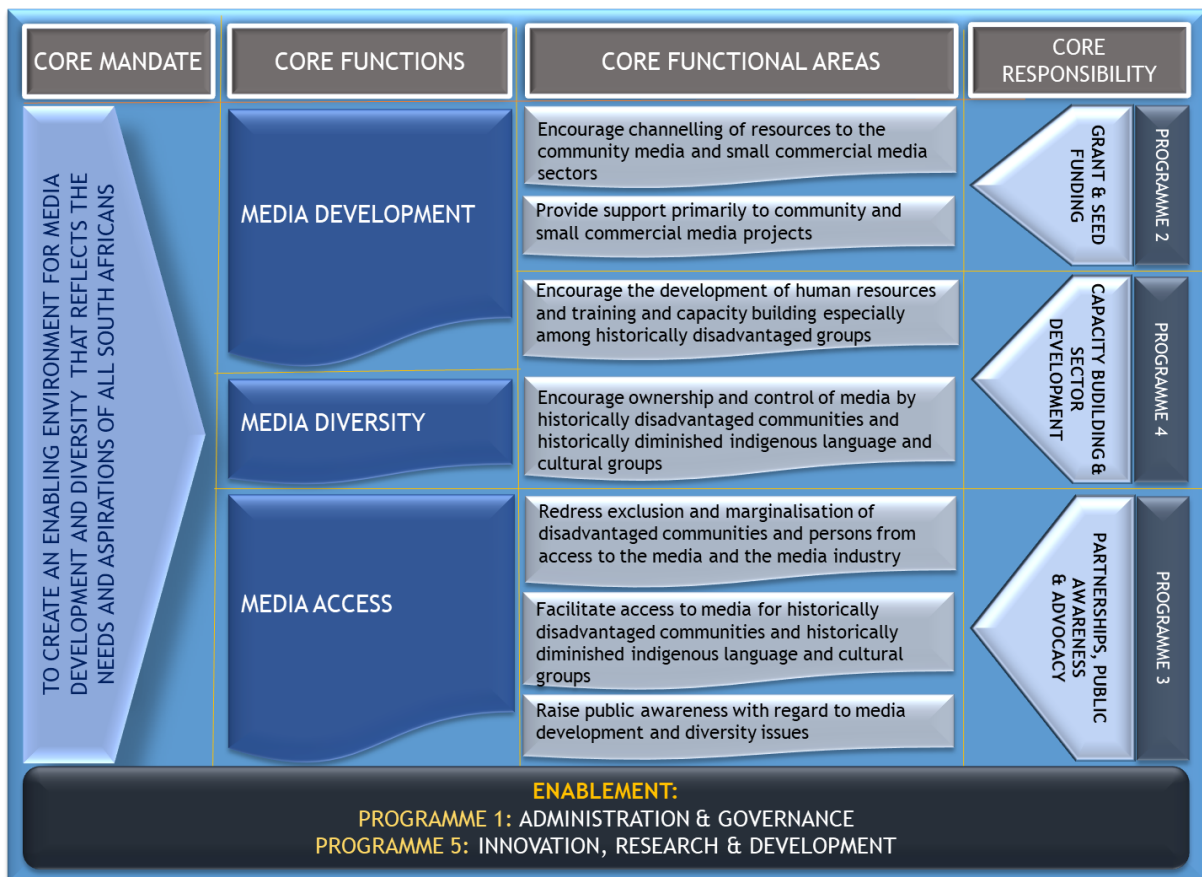 CORE MANDATE
CORE FUNCTIONS
CORE FUNCTIONAL AREAS
CORE
RESPONSIBILITY
TO CREATE AN ENABLING ENVIRONMENT FOR MEDIA
DEVELOPMENT AND DIVERSITY THAT REFLECTS THE
NEEDS AND ASPIRATIONS OF ALL SOUTH AFRICANS
MEDIA DEVELOPMENT
Encourage channelling of resources to the
community media and small commercial media
sectors
Provide support primarily to community and
small commercial media projects
GRANT & SEED
FUNDING
PROGRAMME 2
Encourage the development of human resources
and training and capacity building especially
among historically disadvantaged groups
MEDIA DIVERSITY
Encourage ownership and control of media by
historically disadvantaged communities and
historically diminished indigenous language and
cultural groups
CAPACITY BUDILING &
SECTOR
DEVELOPMENT
PROGRAMME 4
MEDIA ACCESS
Redress exclusion and marginalisation of
disadvantaged communities and persons from
access to the media and the media industry
Facilitate access to media for historically
disadvantaged communities and historically
diminished indigenous language and cultural
groups
Raise public awareness with regard to media
development and diversity issues
PARTNERSHIPS, PUBLIC
AWARENESS
& ADVOCACY
PROGRAMME 3
ENABLEMENT:
PROGRAMME 1: ADMINISTRATION & GOVERNANCE
PROGRAMME 5: INNOVATION, RESEARCH & DEVELOPMENT